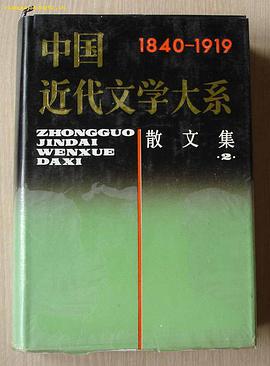 中国
1840-1919
近代文学大系
ZHONGGUO
JINDAI
WENXUE
DAXI
散文集
·2·